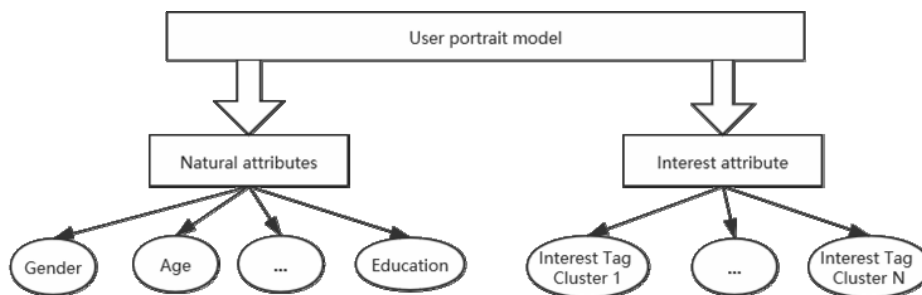 User portrait model
Natural attributes
Interest attribute
Gender
Age
...
Education
Interest Tag
Cluster 1
...
Interest Tag
Cluster N